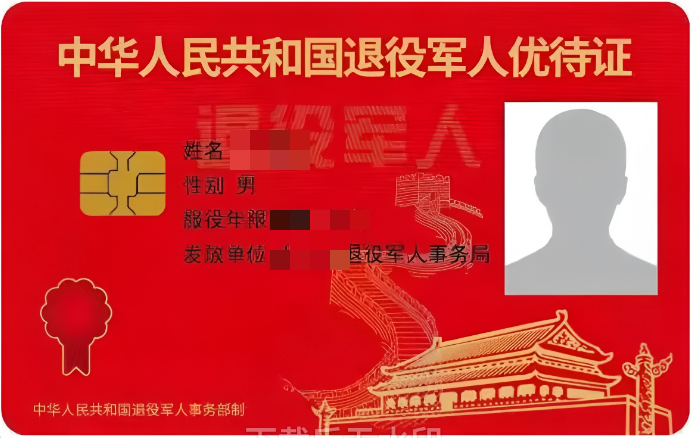 中华人民共和国退役军人优待证
退役军人
姓名
性别 男
服役年限
发放单位 退役军人事务局
中华人民共和国退役军人事务部制